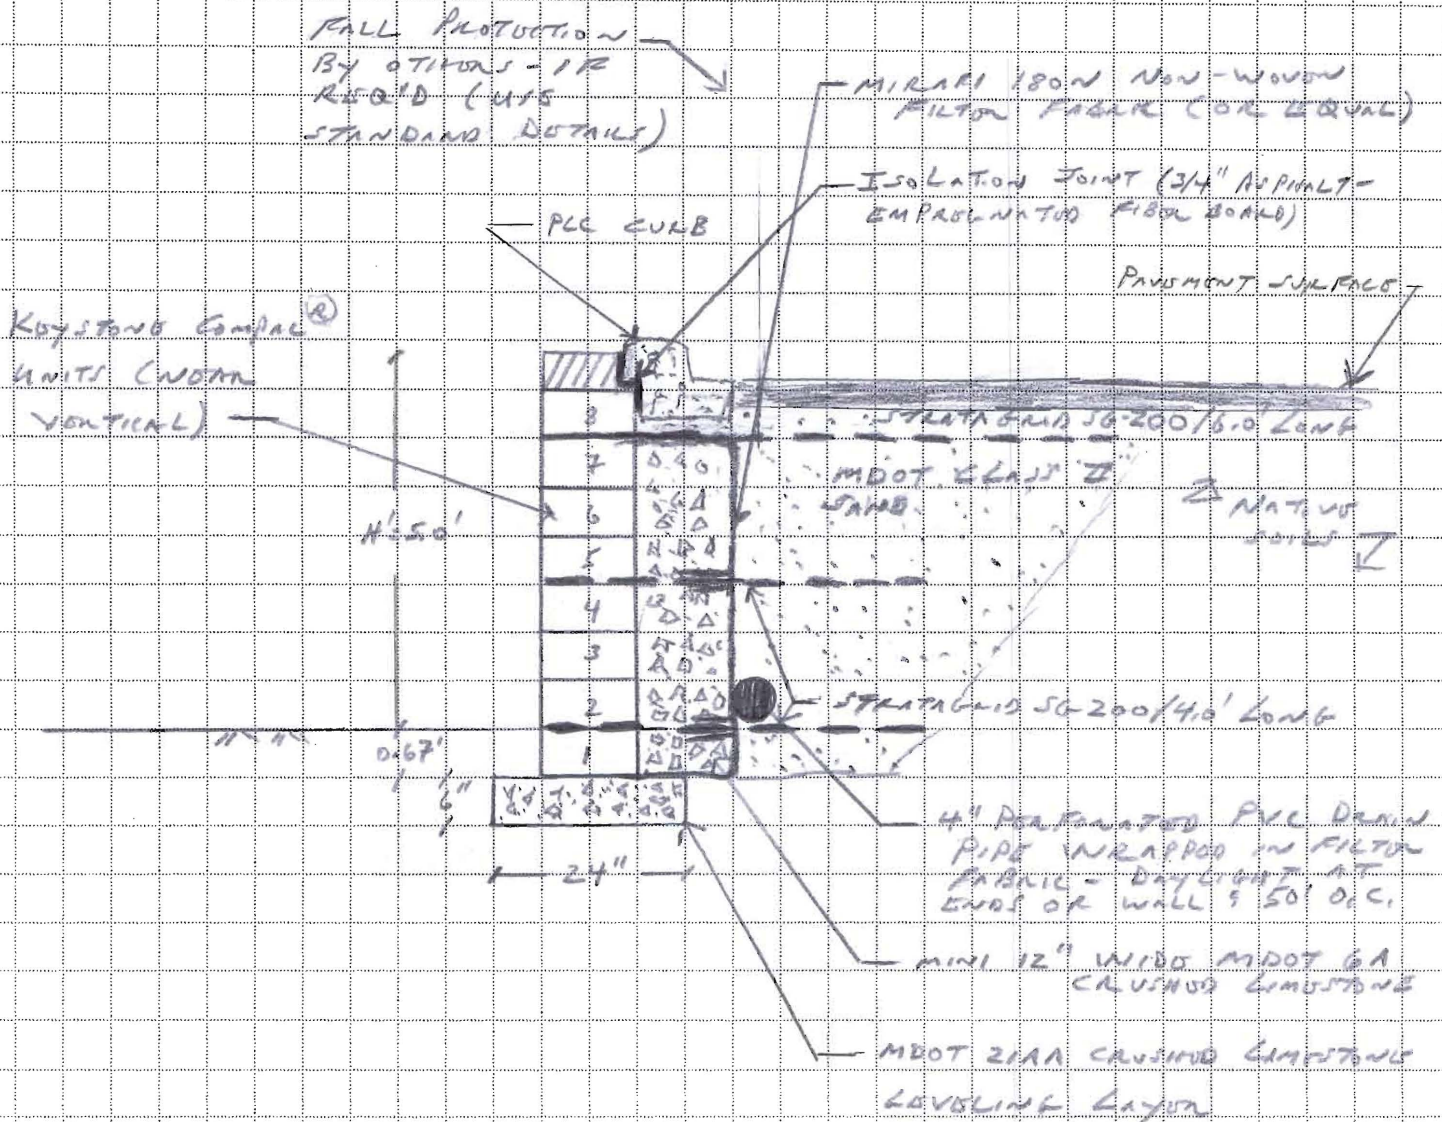 FALL PROTECTION
BY OTHERS - IF
REQ'D (U/S
STANDARD DETAILS)
MIRAFI 180N NON-WOVEN
FILTER FABRIC (OR EQUAL)
ISOLATION JOINT (3/4" ASPHALT-
EMPREGNATED FIBER BOARD)
PCC CURB
PAVEMENT SURFACE
KEYSTONE COMPAC ®
UNITS (NEAR
VERTICAL)
8
STRATAGRID SG-200/6.0' LONG
7
MDOT CLASS II
SAND
6
NATIVE
SOILS
H'=5.0'
5
4
3
2
STRATAGRID SG 200/4.0' LONG
0.67'
1
6"
24"
4" PERFORATED PVC DRAIN
PIPE WRAPPED IN FILTER
FABRIC - DAYLIGHT AT
ENDS OF WALL & 50' O.C.
MINI 12" WIDE MDOT 6A
CRUSHED LIMESTONE
MDOT 21AA CRUSHED LIMESTONE
LEVELING LAYER